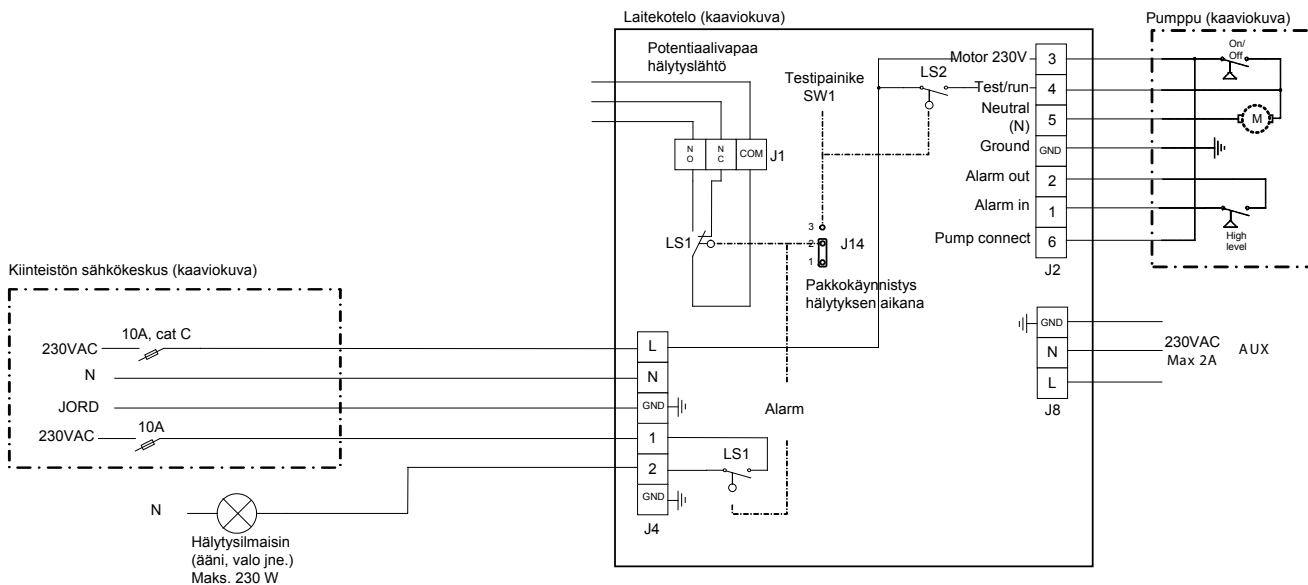 Laitekotelo (kaaviokuva)
Pumppu (kaaviokuva)
Potentiaalivapaa
hälytyslähtö
Testipainike
SW1
LS2
Motor 230V
3
Test/run
4
Neutral
(N)
5
Ground
GND
Alarm out
2
Alarm in
1
Pump connect
6
J2
On/
Off
M
High
level
NO
NC
COM
J1
LS1
3
2
1
J14
Pakkokäynnistys
hälytyksen aikana
Kiinteistön sähkökeskus (kaaviokuva)
230VAC
10A, cat C
N
JORD
230VAC
10A
L
N
GND
1
2
GND
J4
LS1
Alarm
GND
N
L
J8
230VAC
Max 2A
AUX
N
Hälytysilmaisin
(ääni, valo jne.)
Maks. 230 W